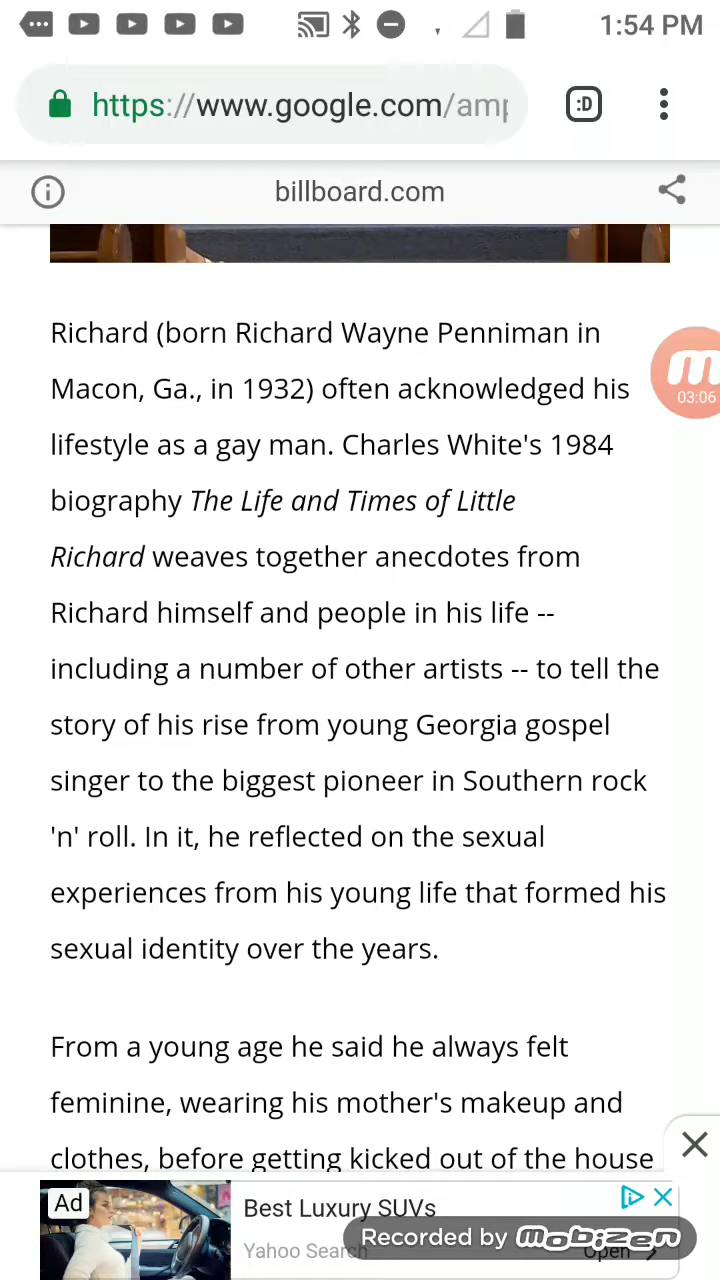 1:54 PM
https://www.google.com/amp
:D
billboard.com
Richard (born Richard Wayne Penniman in
Macon, Ga., in 1932) often acknowledged his
lifestyle as a gay man. Charles White's 1984
biography The Life and Times of Little
Richard weaves together anecdotes from
Richard himself and people in his life --
including a number of other artists -- to tell the
story of his rise from young Georgia gospel
singer to the biggest pioneer in Southern rock
'n' roll. In it, he reflected on the sexual
experiences from his young life that formed his
sexual identity over the years.
03:06
From a young age he said he always felt
feminine, wearing his mother's makeup and
clothes, before getting kicked out of the house
Ad
Best Luxury SUVs
Yahoo Search
Open
Recorded by mobizen